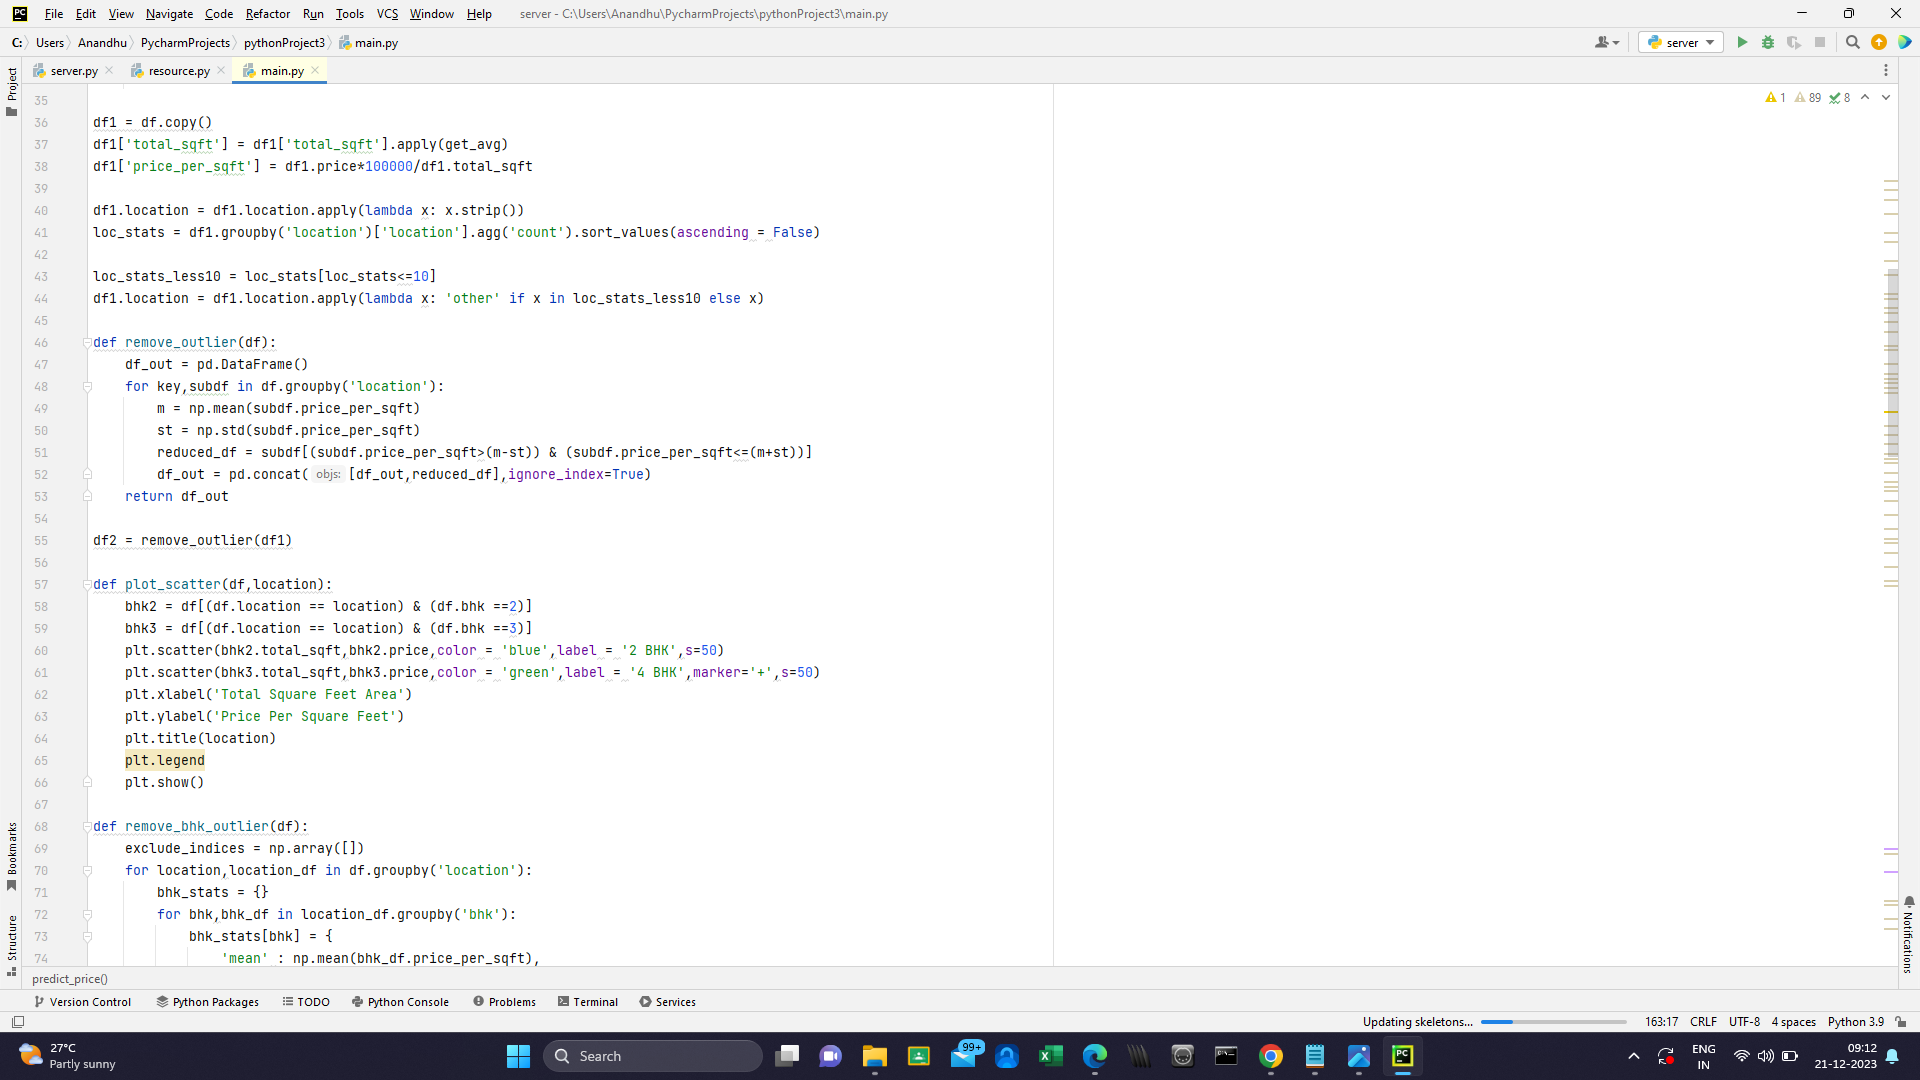 PC File Edit View Navigate Code Refactor Run Tools VCS Window Help server - C:\Users\Anandhu\PycharmProjects\pythonProject3\main.py
C: Users Anandhu PycharmProjects pythonProject3 main.py server
server.py resource.py main.py
Project
1 89 8
35
36 df1 = df.copy()
37 df1['total_sqft'] = df1['total_sqft'].apply(get_avg)
38 df1['price_per_sqft'] = df1.price*100000/df1.total_sqft
39
40 df1.location = df1.location.apply(lambda x: x.strip())
41 loc_stats = df1.groupby('location')['location'].agg('count').sort_values(ascending = False)
42
43 loc_stats_less10 = loc_stats[loc_stats<=10]
44 df1.location = df1.location.apply(lambda x: 'other' if x in loc_stats_less10 else x)
45
46 def remove_outlier(df):
47 df_out = pd.DataFrame()
48 for key,subdf in df.groupby('location'):
49 m = np.mean(subdf.price_per_sqft)
50 st = np.std(subdf.price_per_sqft)
51 reduced_df = subdf[(subdf.price_per_sqft>(m-st)) & (subdf.price_per_sqft<=(m+st))]
52 df_out = pd.concat( objs: [df_out,reduced_df],ignore_index=True)
53 return df_out
54
55 df2 = remove_outlier(df1)
56
57 def plot_scatter(df,location):
58 bhk2 = df[(df.location == location) & (df.bhk ==2)]
59 bhk3 = df[(df.location == location) & (df.bhk ==3)]
60 plt.scatter(bhk2.total_sqft,bhk2.price,color = 'blue',label = '2 BHK',s=50)
61 plt.scatter(bhk3.total_sqft,bhk3.price,color = 'green',label = '4 BHK',marker='+',s=50)
62 plt.xlabel('Total Square Feet Area')
63 plt.ylabel('Price Per Square Feet')
64 plt.title(location)
65 plt.legend
66 plt.show()
67
68 def remove_bhk_outlier(df):
69 exclude_indices = np.array([])
70 for location,location_df in df.groupby('location'):
71 bhk_stats = {}
72 for bhk,bhk_df in location_df.groupby('bhk'):
73 bhk_stats[bhk] = {
74 'mean' : np.mean(bhk_df.price_per_sqft),
Bookmarks
Structure
Notifications
predict_price()
Version Control Python Packages TODO Python Console Problems Terminal Services
Updating skeletons... 163:17 CRLF UTF-8 4 spaces Python 3.9
27°C
Partly sunny
Search
99+
PC
ENG
IN
09:12
21-12-2023